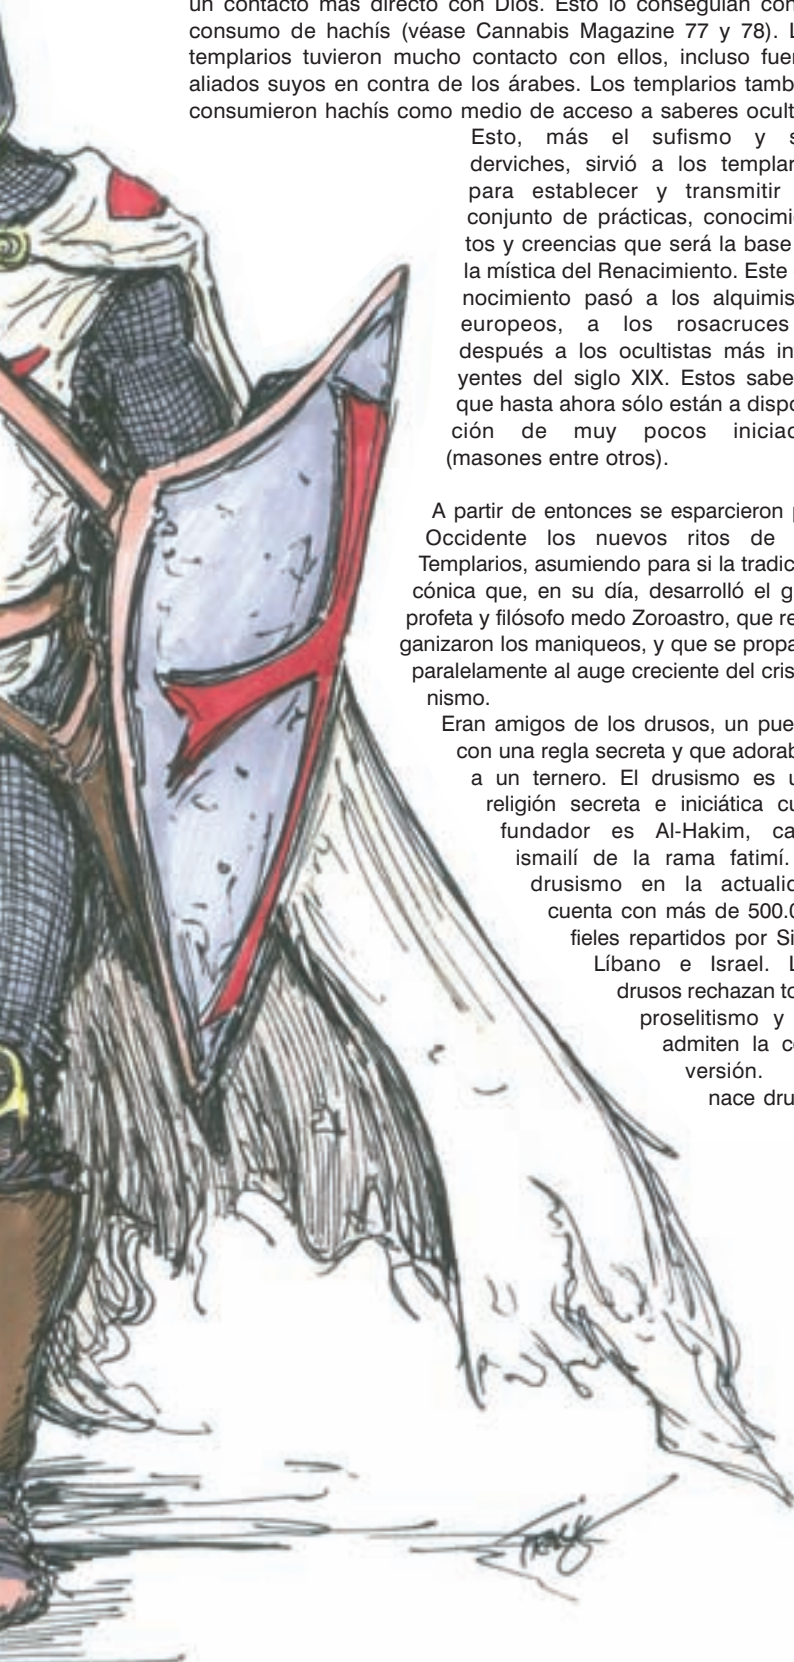 un contacto más directo con Dios. Esto lo conseguían con
consumo de hachís (véase Cannabis Magazine 77 y 78). L
templarios tuvieron mucho contacto con ellos, incluso fuer
aliados suyos en contra de los árabes. Los templarios tamb
consumieron hachís como medio de acceso a saberes ocult
Esto, más el sufismo y s
derviches, sirvió a los templar
para establecer y transmitir
conjunto de prácticas, conocimie
tos y creencias que será la base
la mística del Renacimiento. Este
nocimiento pasó a los alquimis
europeos, a los rosacruces
después a los ocultistas más in
yentes del siglo XIX. Estos sabe
que hasta ahora sólo están a dispo
ción de muy pocos iniciad
(masones entre otros).
A partir de entonces se esparcieron p
Occidente los nuevos ritos de
Templarios, asumiendo para si la tradic
cónica que, en su día, desarrolló el g
profeta y filósofo medo Zoroastro, que re
ganizaron los maniqueos, y que se propa
paralelamente al auge creciente del cris
nismo.
Eran amigos de los drusos, un pue
con una regla secreta y que adorab
a un ternero. El drusismo es u
religión secreta e iniciática cu
fundador es Al-Hakim, ca
ismailí de la rama fatimí.
drusismo en la actualid
cuenta con más de 500.0
fieles repartidos por Si
Líbano e Israel. L
drusos rechazan to
proselitismo y
admiten la co
versión.
nace dru